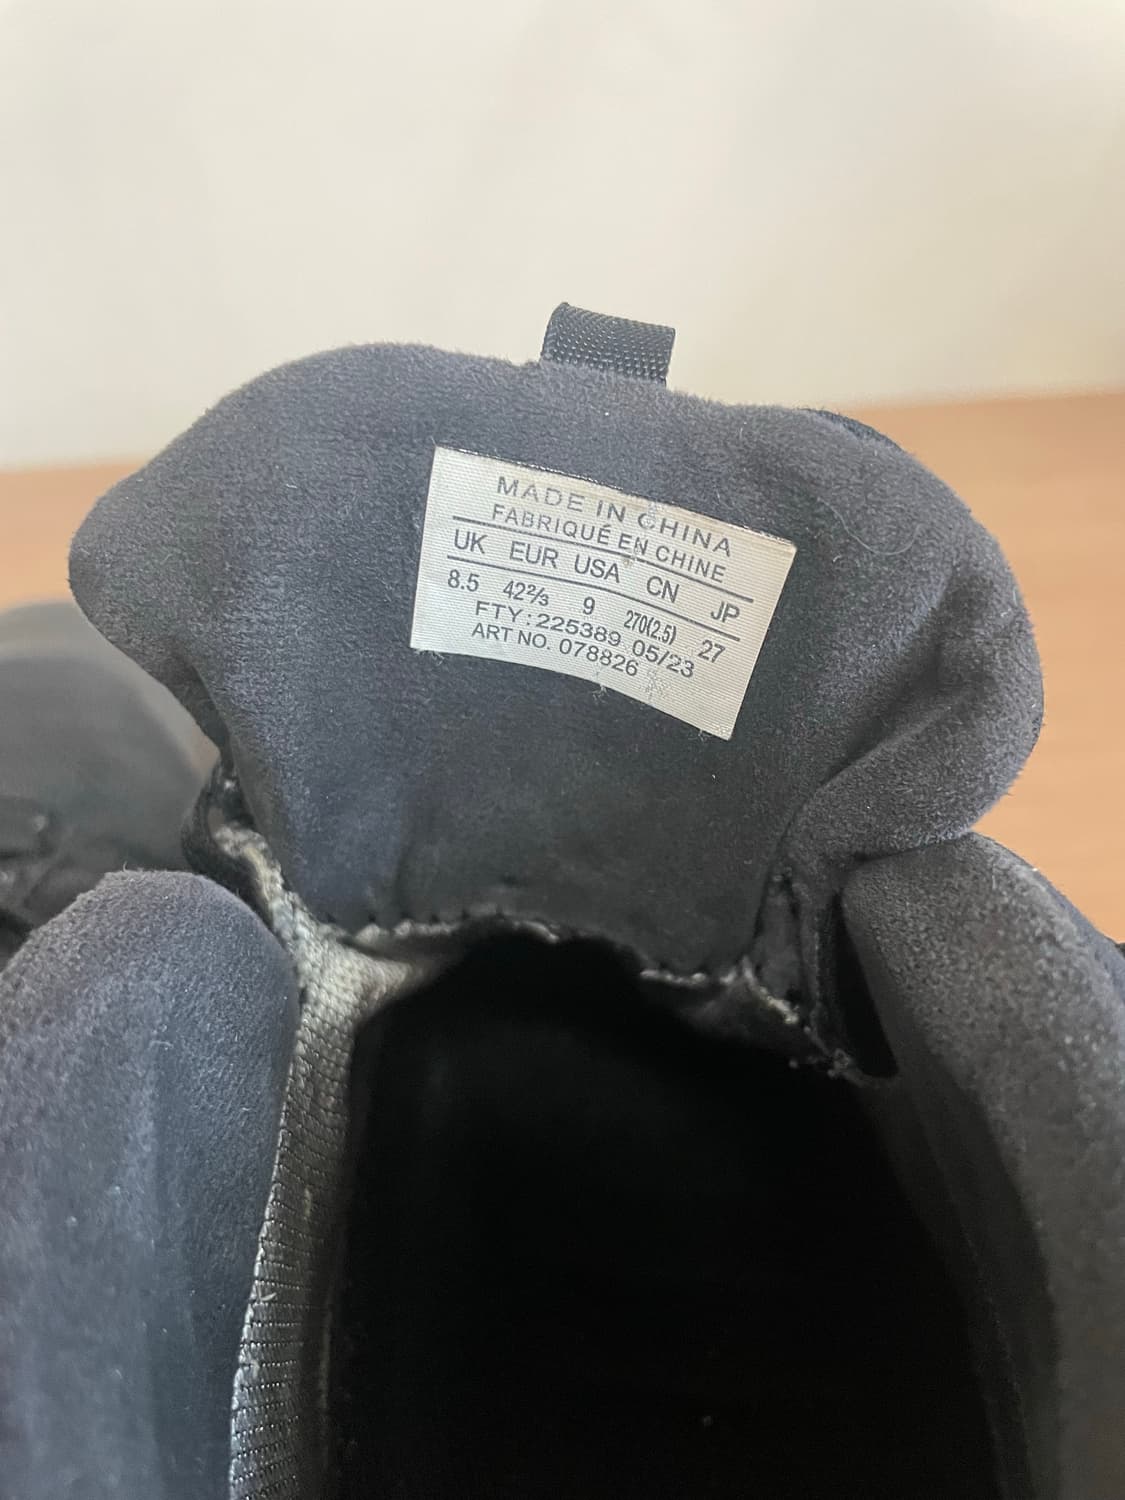 MADE IN CHINA
FABRIQUÉ EN CHINE
UK EUR USA CN JP
8.5 42⅔ 9 270(2.5) 27
FTY: 225389 05/23
ART NO. 078826